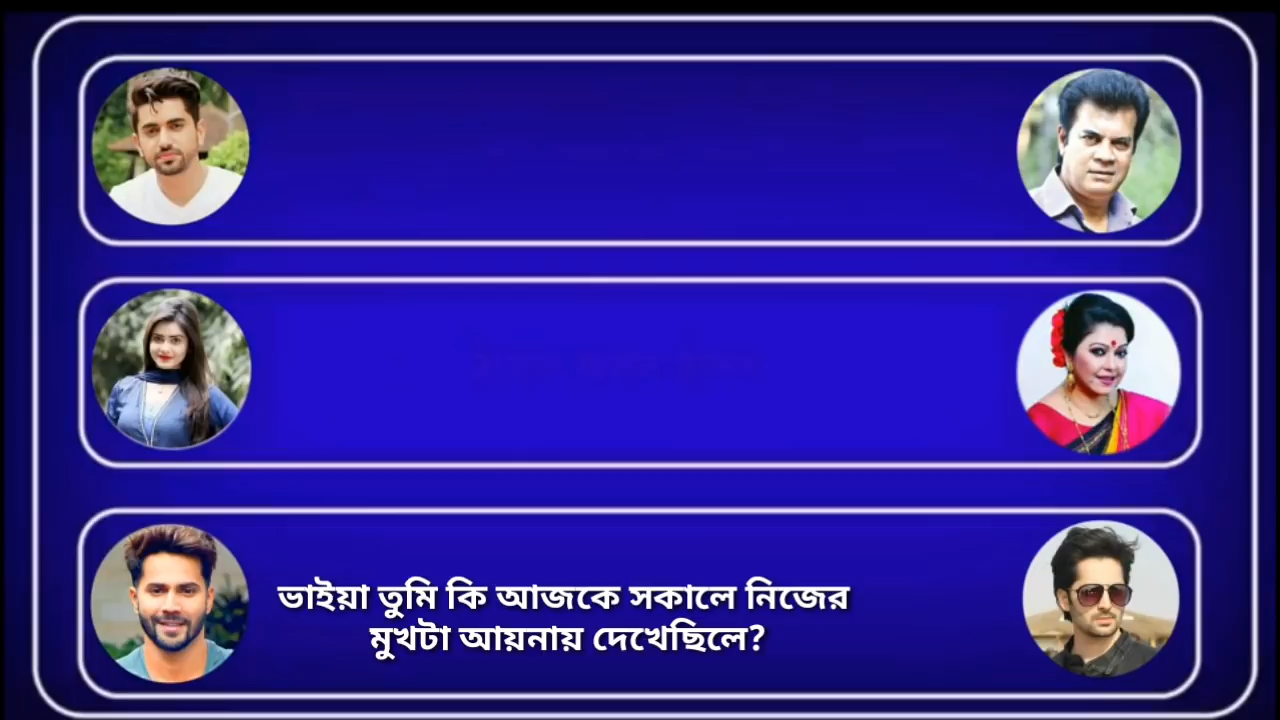 ভাইয়া তুমি কি আজকে সকালে নিজের
মুখটা আয়নায় দেখেছিলে?